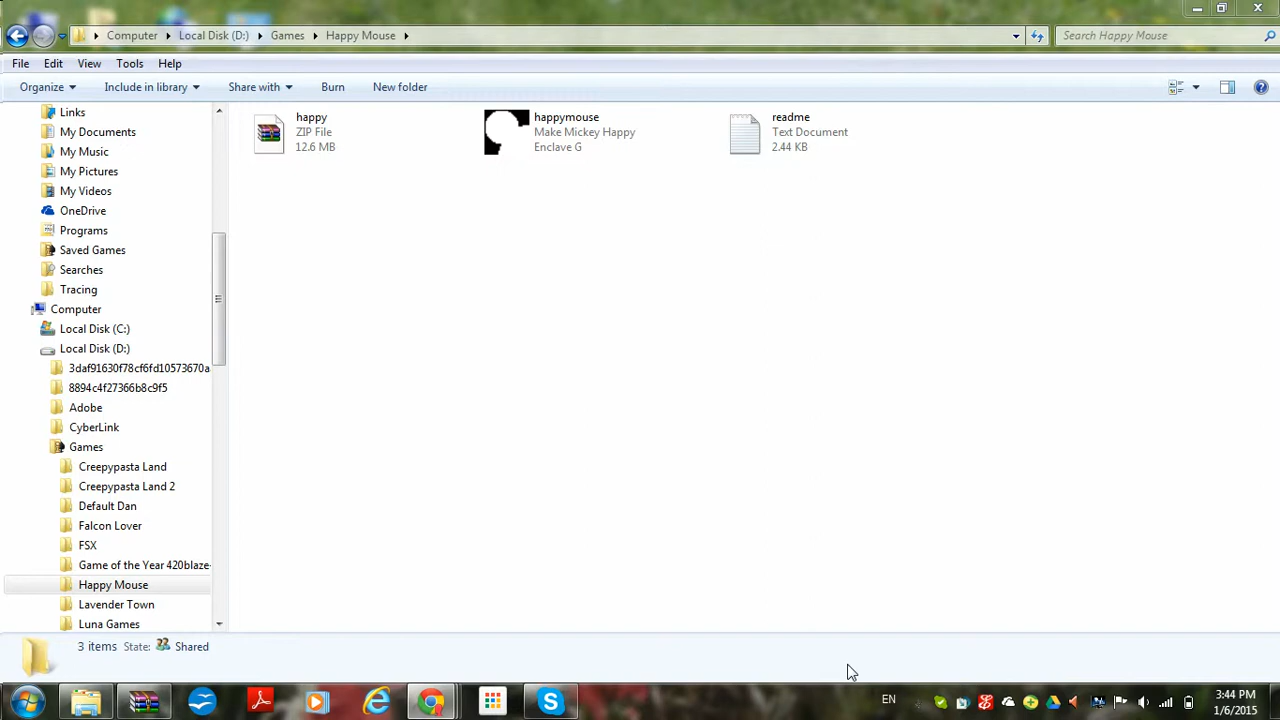 Computer Local Disk (D:) Games Happy Mouse Search Happy Mouse
File Edit View Tools Help
Organize Include in library Share with Burn New folder
Links
My Documents
My Music
My Pictures
My Videos
OneDrive
Programs
Saved Games
Searches
Tracing
Computer
Local Disk (C:)
Local Disk (D:)
3daf91630f78cf6fd10573670a
8894c4f27366b8c9f5
Adobe
CyberLink
Games
Creepypasta Land
Creepypasta Land 2
Default Dan
Falcon Lover
FSX
Game of the Year 420blaze-
Happy Mouse
Lavender Town
Luna Games
happy
ZIP File
12.6 MB
happymouse
Make Mickey Happy
Enclave G
readme
Text Document
2.44 KB
3 items State: Shared
EN
3:44 PM
1/6/2015